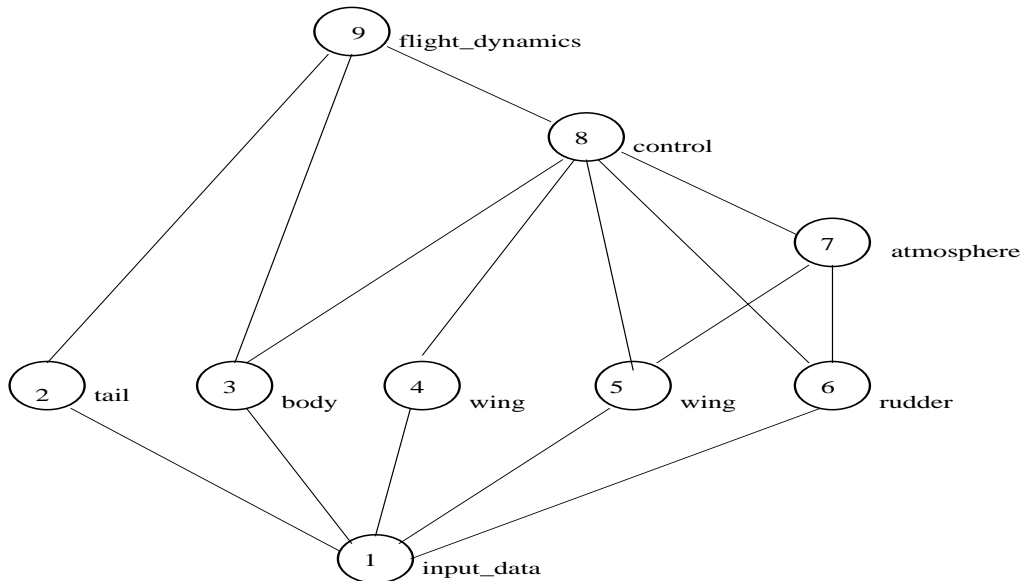 9
flight_dynamics
8
control
7
atmosphere
2
tail
3
body
4
wing
5
wing
6
rudder
1
input_data